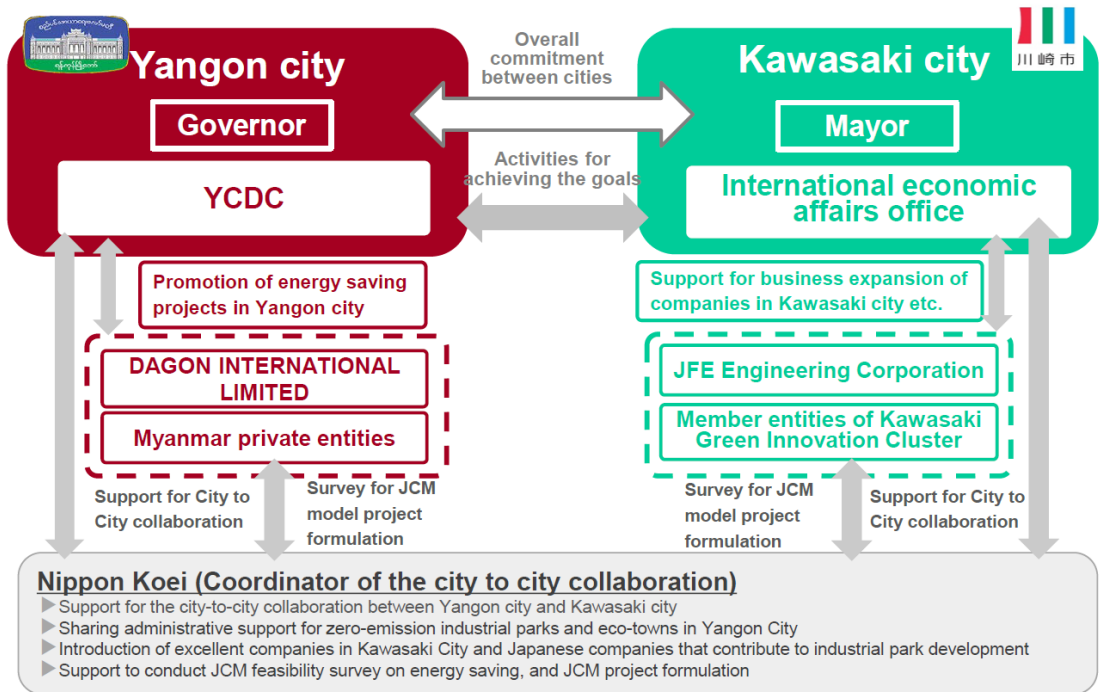 ရန်ကုန်မြို့တော်
Yangon city
Governor
YCDC
Overall
commitment
between cities
Activities for
achieving the goals
川崎市
Kawasaki city
Mayor
International economic
affairs office
Promotion of energy saving
projects in Yangon city
Support for business expansion of
companies in Kawasaki city etc.
DAGON INTERNATIONAL
LIMITED
Myanmar private entities
JFE Engineering Corporation
Member entities of Kawasaki
Green Innovation Cluster
Support for City to
City collaboration
Survey for JCM
model project
formulation
Survey for JCM
model project
formulation
Support for City to
City collaboration
Nippon Koei (Coordinator of the city to city collaboration)
▶Support for the city-to-city collaboration between Yangon city and Kawasaki city
▶Sharing administrative support for zero-emission industrial parks and eco-towns in Yangon City
▶Introduction of excellent companies in Kawasaki City and Japanese companies that contribute to industrial park development
▶Support to conduct JCM feasibility survey on energy saving, and JCM project formulation